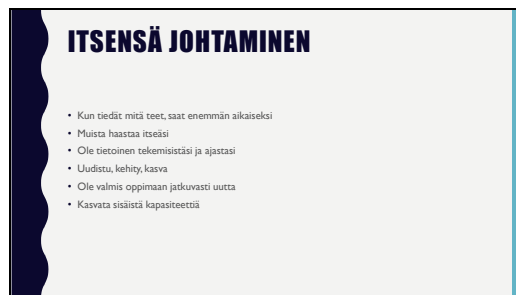 ITSENSÄ JOHTAMINEN
• Kun tiedät mitä teet, saat enemmän aikaiseksi
• Muista haastaa itseäsi
• Ole tietoinen tekemisistäsi ja ajastasi
• Uudistu, kehity, kasva
• Ole valmis oppimaan jatkuvasti uutta
• Kasvata sisäistä kapasiteettiä